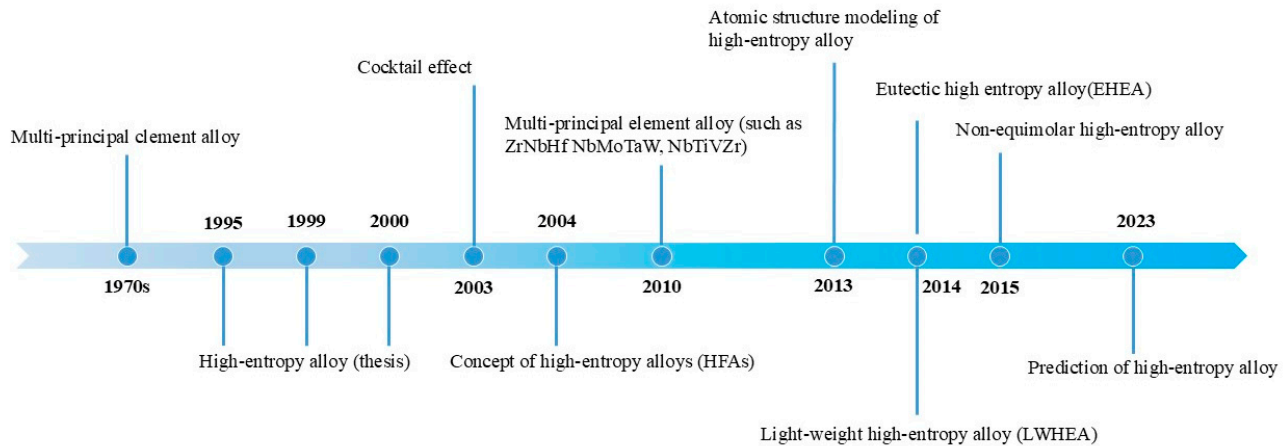 Atomic structure modeling of
high-entropy alloy
Cocktail effect
Eutectic high entropy alloy(EHEA)
Multi-principal clement alloy
Multi-principal element alloy (such as
ZrNbHf NbMoTaW, NbTiVZr)
Non-equimolar high-entropy alloy
1995
1999
2000
2004
2023
1970s
2003
2010
2013
2014
2015
High-entropy alloy (thesis)
Concept of high-entropy alloys (HFAs)
Prediction of high-entropy alloy
Light-weight high-entropy alloy (LWHEA)